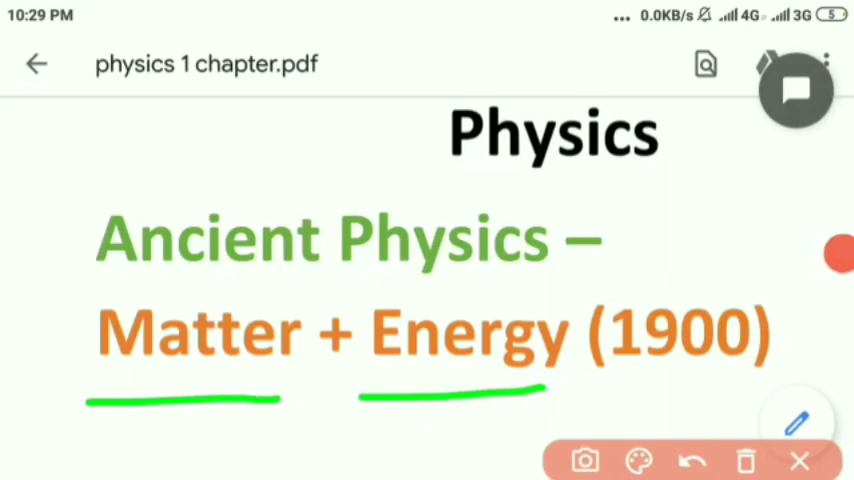 10:29 PM ... 0.0KB/s 4G 3G 5
physics 1 chapter.pdf
Physics
Ancient Physics –
Matter + Energy (1900)